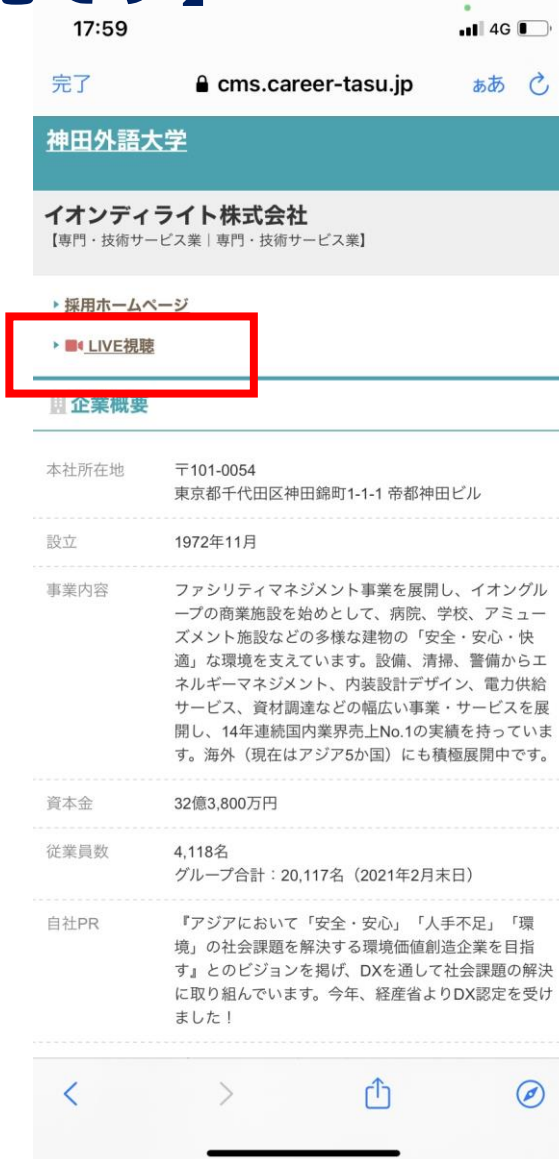 です】
17:59
4G
完了
cms.career-tasu.jp
ぁあ
神田外語大学
イオンディライト株式会社
【専門・技術サービス業｜専門・技術サービス業】
採用ホームページ
LIVE視聴
企業概要
本社所在地
〒101-0054
東京都千代田区神田錦町1-1-1 帝都神田ビル
設立
1972年11月
事業内容
ファシリティマネジメント事業を展開し、イオングル
ープの商業施設を始めとして、病院、学校、アミュー
ズメント施設などの多様な建物の「安全・安心・快
適」な環境を支えています。設備、清掃、警備からエ
ネルギーマネジメント、内装設計デザイン、電力供給
サービス、資材調達などの幅広い事業・サービスを展
開し、14年連続国内業界売上No.1の実績を持っていま
す。海外（現在はアジア5か国）にも積極展開中です。
資本金
32億3,800万円
従業員数
4,118名
グループ合計：20,117名（2021年2月末日）
自社PR
『アジアにおいて「安全・安心」「人手不足」「環
境」の社会課題を解決する環境価値創造企業を目指
す』とのビジョンを掲げ、DXを通して社会課題の解決
に取り組んでいます。今年、経産省よりDX認定を受け
ました！